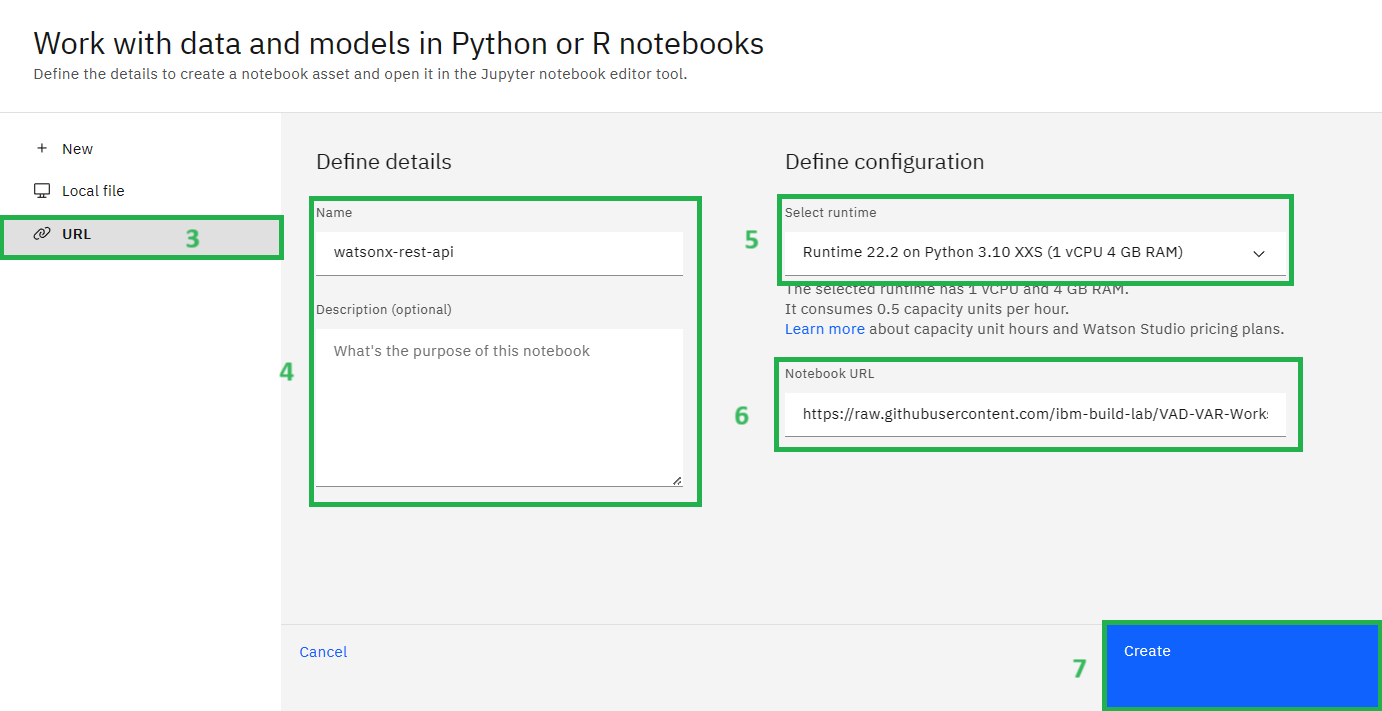 Work with data and models in Python or R notebooks
Define the details to create a notebook asset and open it in the Jupyter notebook editor tool.
New
Local file
URL
3
Define details
Name
watsonx-rest-api
Description (optional)
What's the purpose of this notebook
4
Define configuration
Select runtime
5
Runtime 22.2 on Python 3.10 XXS (1 vCPU 4 GB RAM)
The selected runtime has 1 vCPU and 4 GB RAM.
It consumes 0.5 capacity units per hour.
Learn more about capacity unit hours and Watson Studio pricing plans.
Notebook URL
6
https://raw.githubusercontent.com/ibm-build-lab/VAD-VAR-Works
Cancel
7
Create